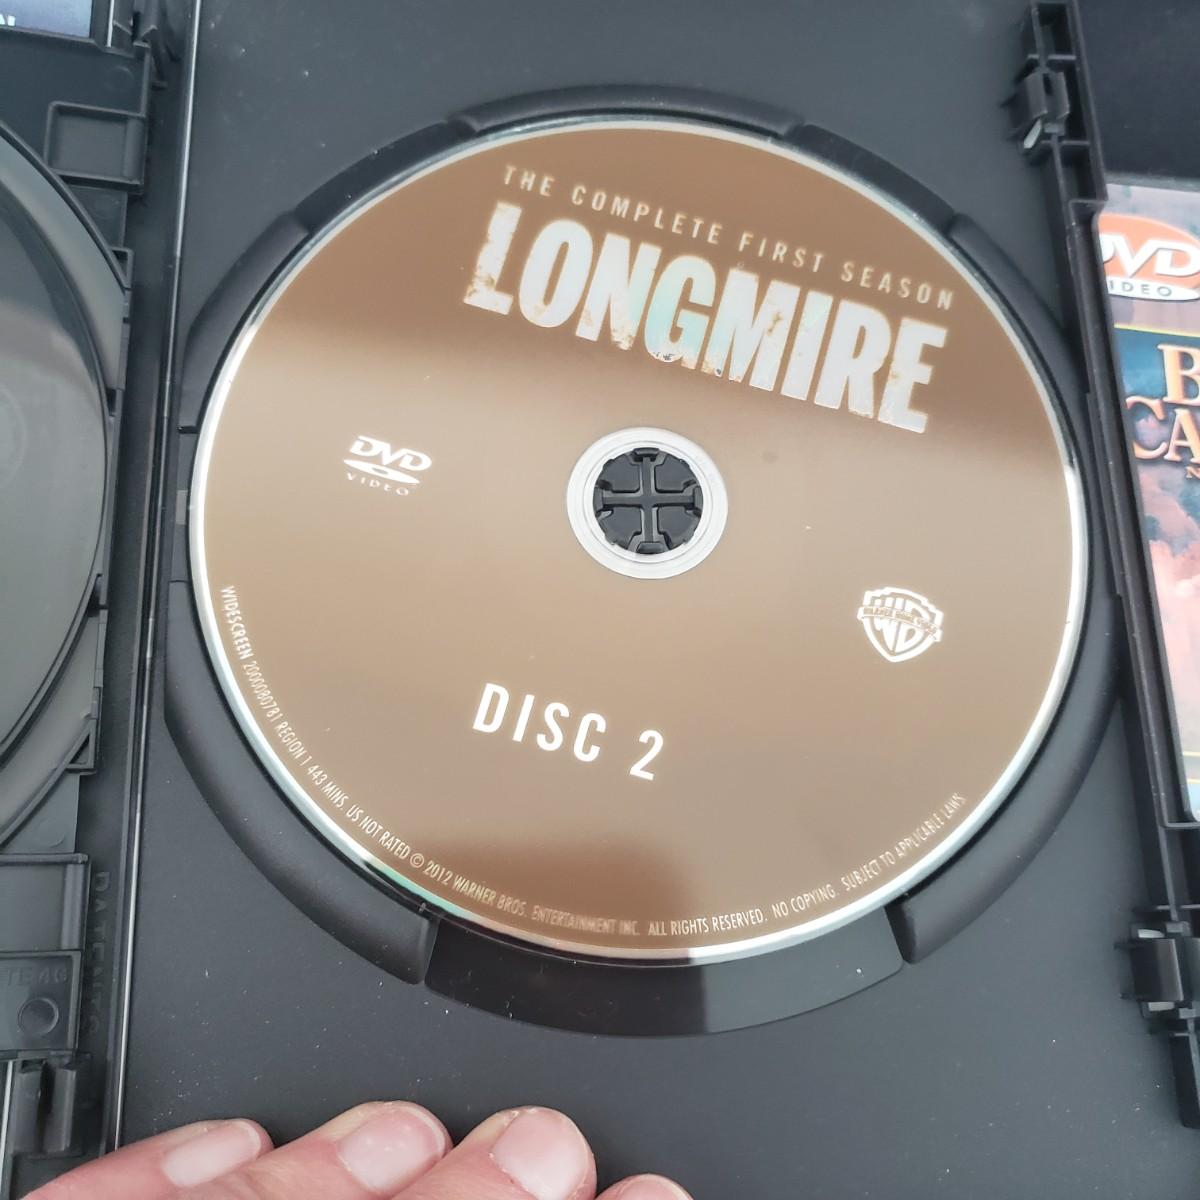 THE COMPLETE FIRST SEASON
LONGMIRE
DVD
VIDEO
WB
DISC 2
WIDESCREEN 2000080781 REGION 1 443 MINS. US NOT RATED © 2012 WARNER BROS. ENTERTAINMENT INC. ALL RIGHTS RESERVED. NO COPYING. SUBJECT TO APPLICABLE LAWS
DVD
VIDEO